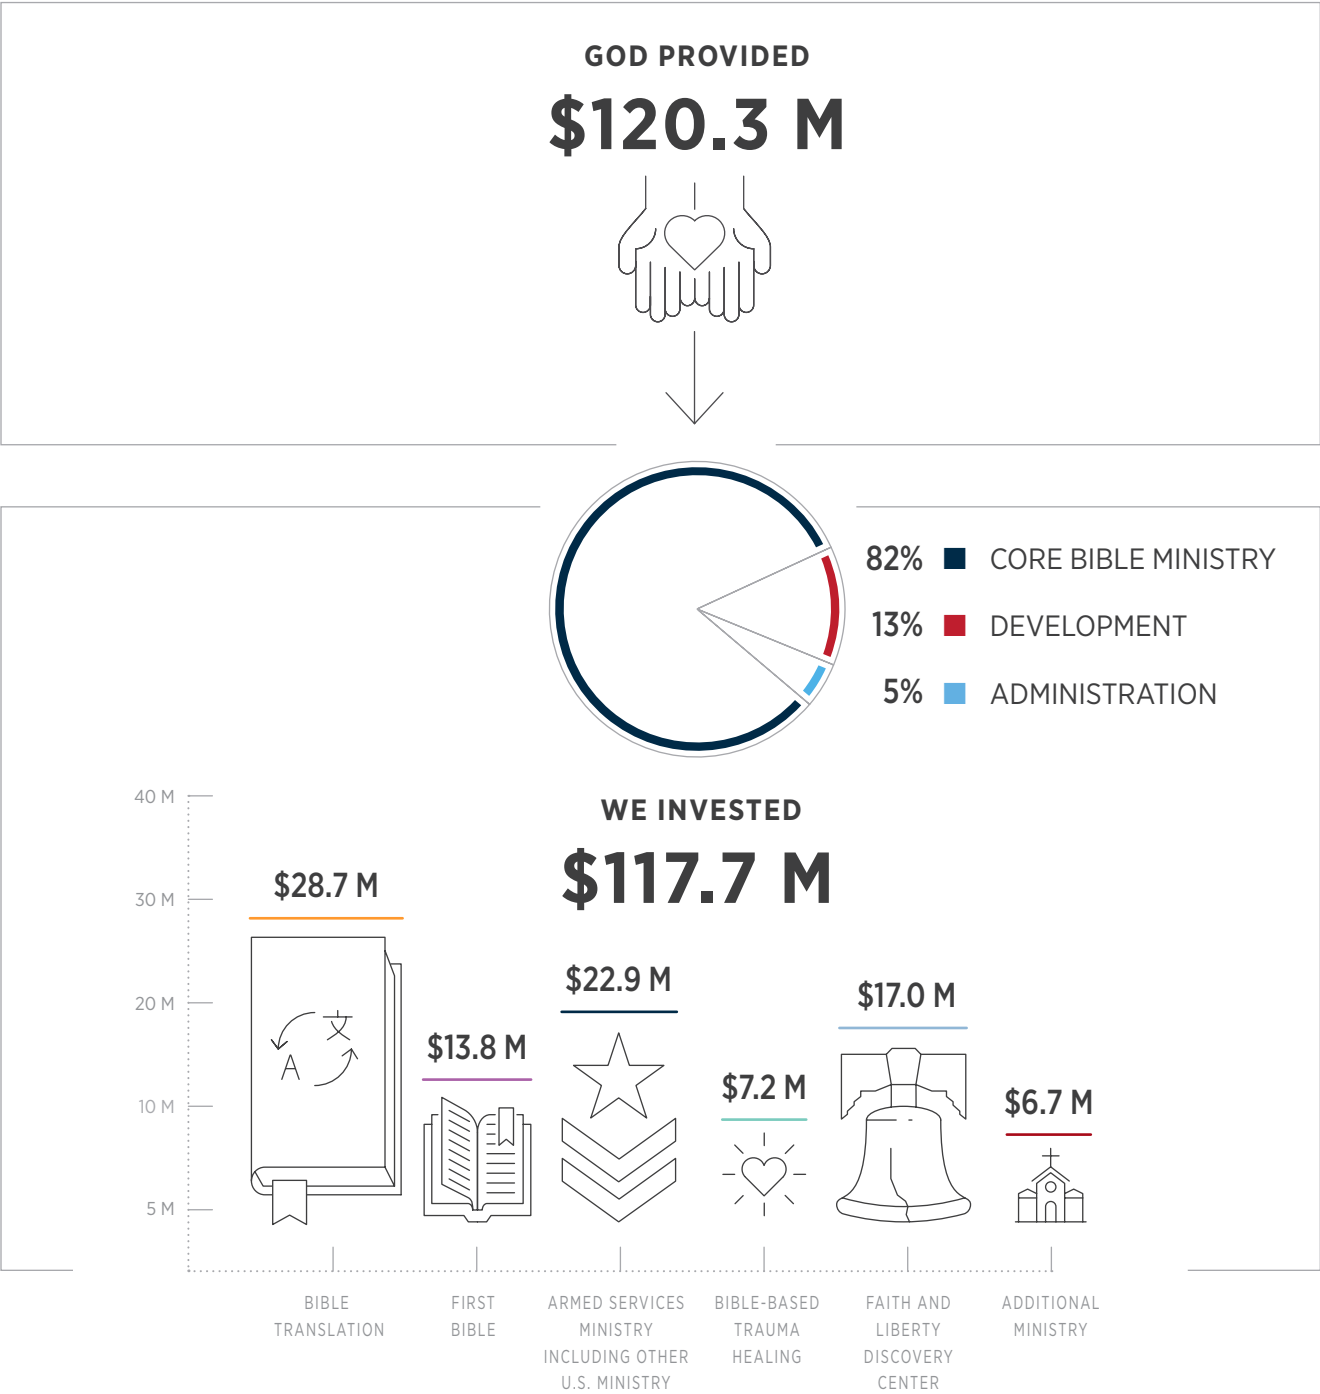 GOD PROVIDED
$120.3 M
82% CORE BIBLE MINISTRY
13% DEVELOPMENT
5% ADMINISTRATION
WE INVESTED
$117.7 M
40 M
30 M
20 M
10 M
5 M
$28.7 M
$13.8 M
$22.9 M
$7.2 M
$17.0 M
$6.7 M
文
A
BIBLE
TRANSLATION
FIRST
BIBLE
ARMED SERVICES
MINISTRY
INCLUDING OTHER
U.S. MINISTRY
BIBLE-BASED
TRAUMA
HEALING
FAITH AND
LIBERTY
DISCOVERY
CENTER
ADDITIONAL
MINISTRY